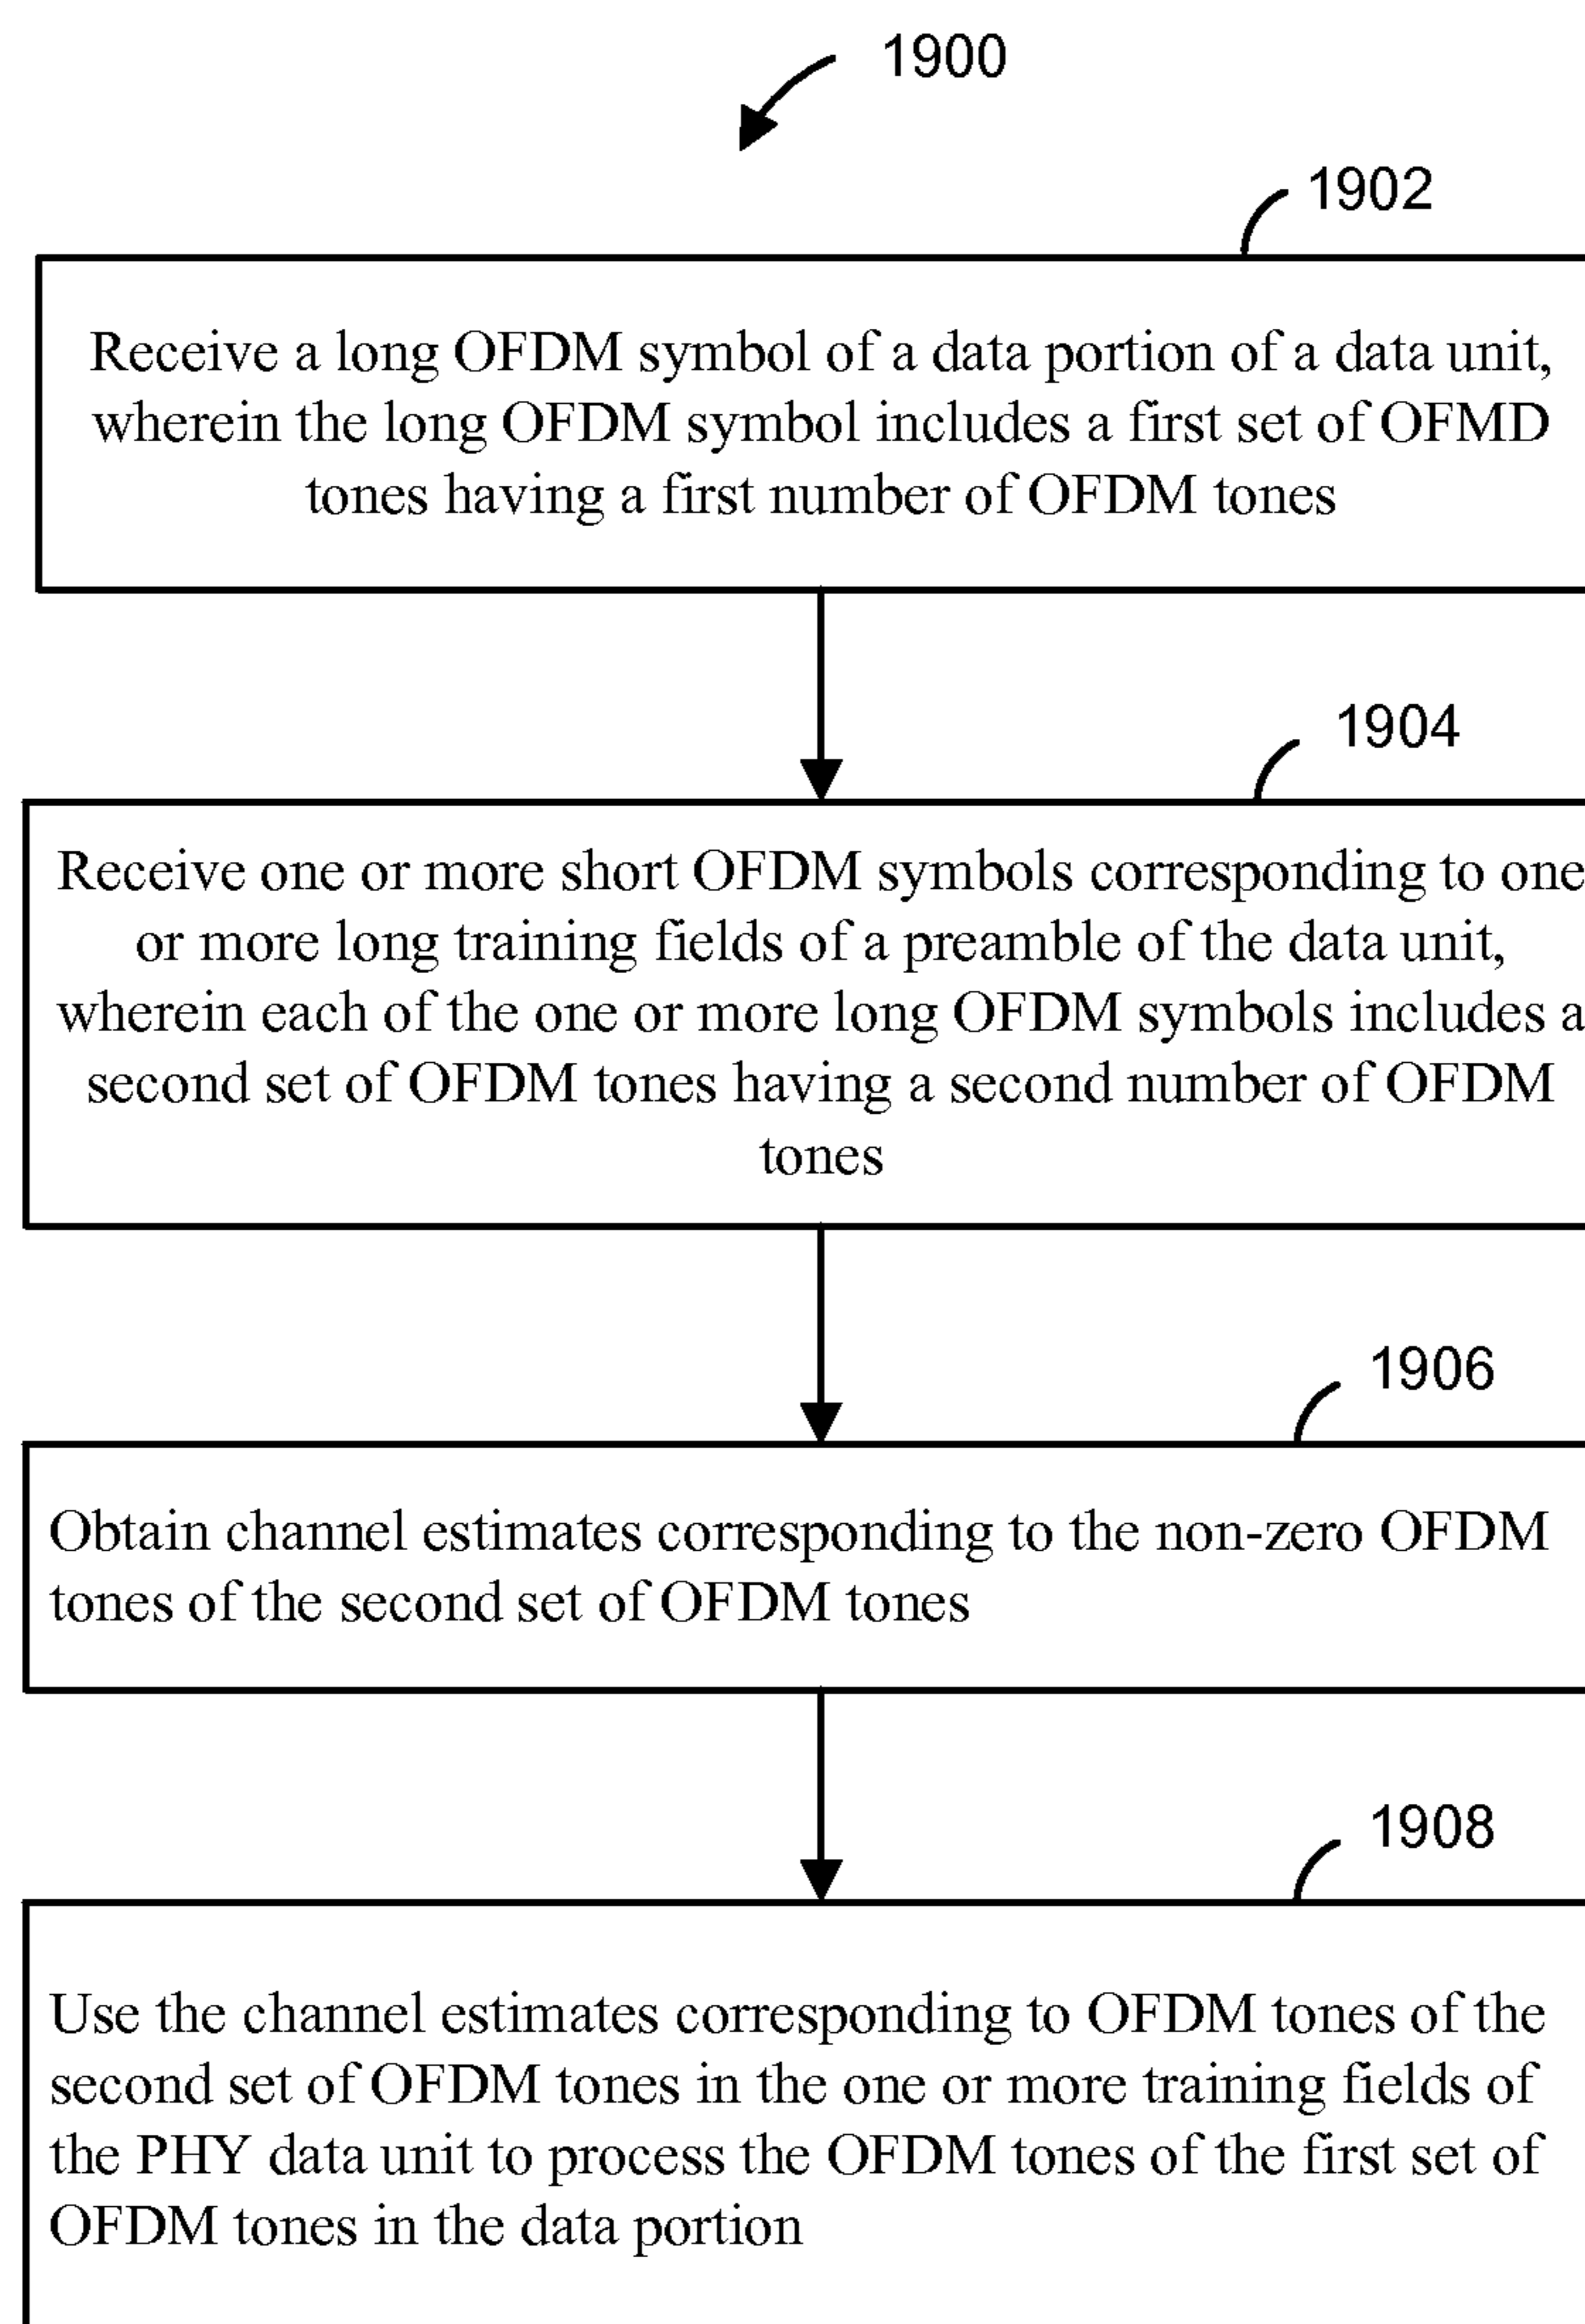 1900
1902
Receive a long OFDM symbol of a data portion of a data unit,
wherein the long OFDM symbol includes a first set of OFMD
tones having a first number of OFDM tones
1904
Receive one or more short OFDM symbols corresponding to one
or more long training fields of a preamble of the data unit,
wherein each of the one or more long OFDM symbols includes a
second set of OFDM tones having a second number of OFDM
tones
1906
Obtain channel estimates corresponding to the non-zero OFDM
tones of the second set of OFDM tones
1908
Use the channel estimates corresponding to OFDM tones of the
second set of OFDM tones in the one or more training fields of
the PHY data unit to process the OFDM tones of the first set of
OFDM tones in the data portion